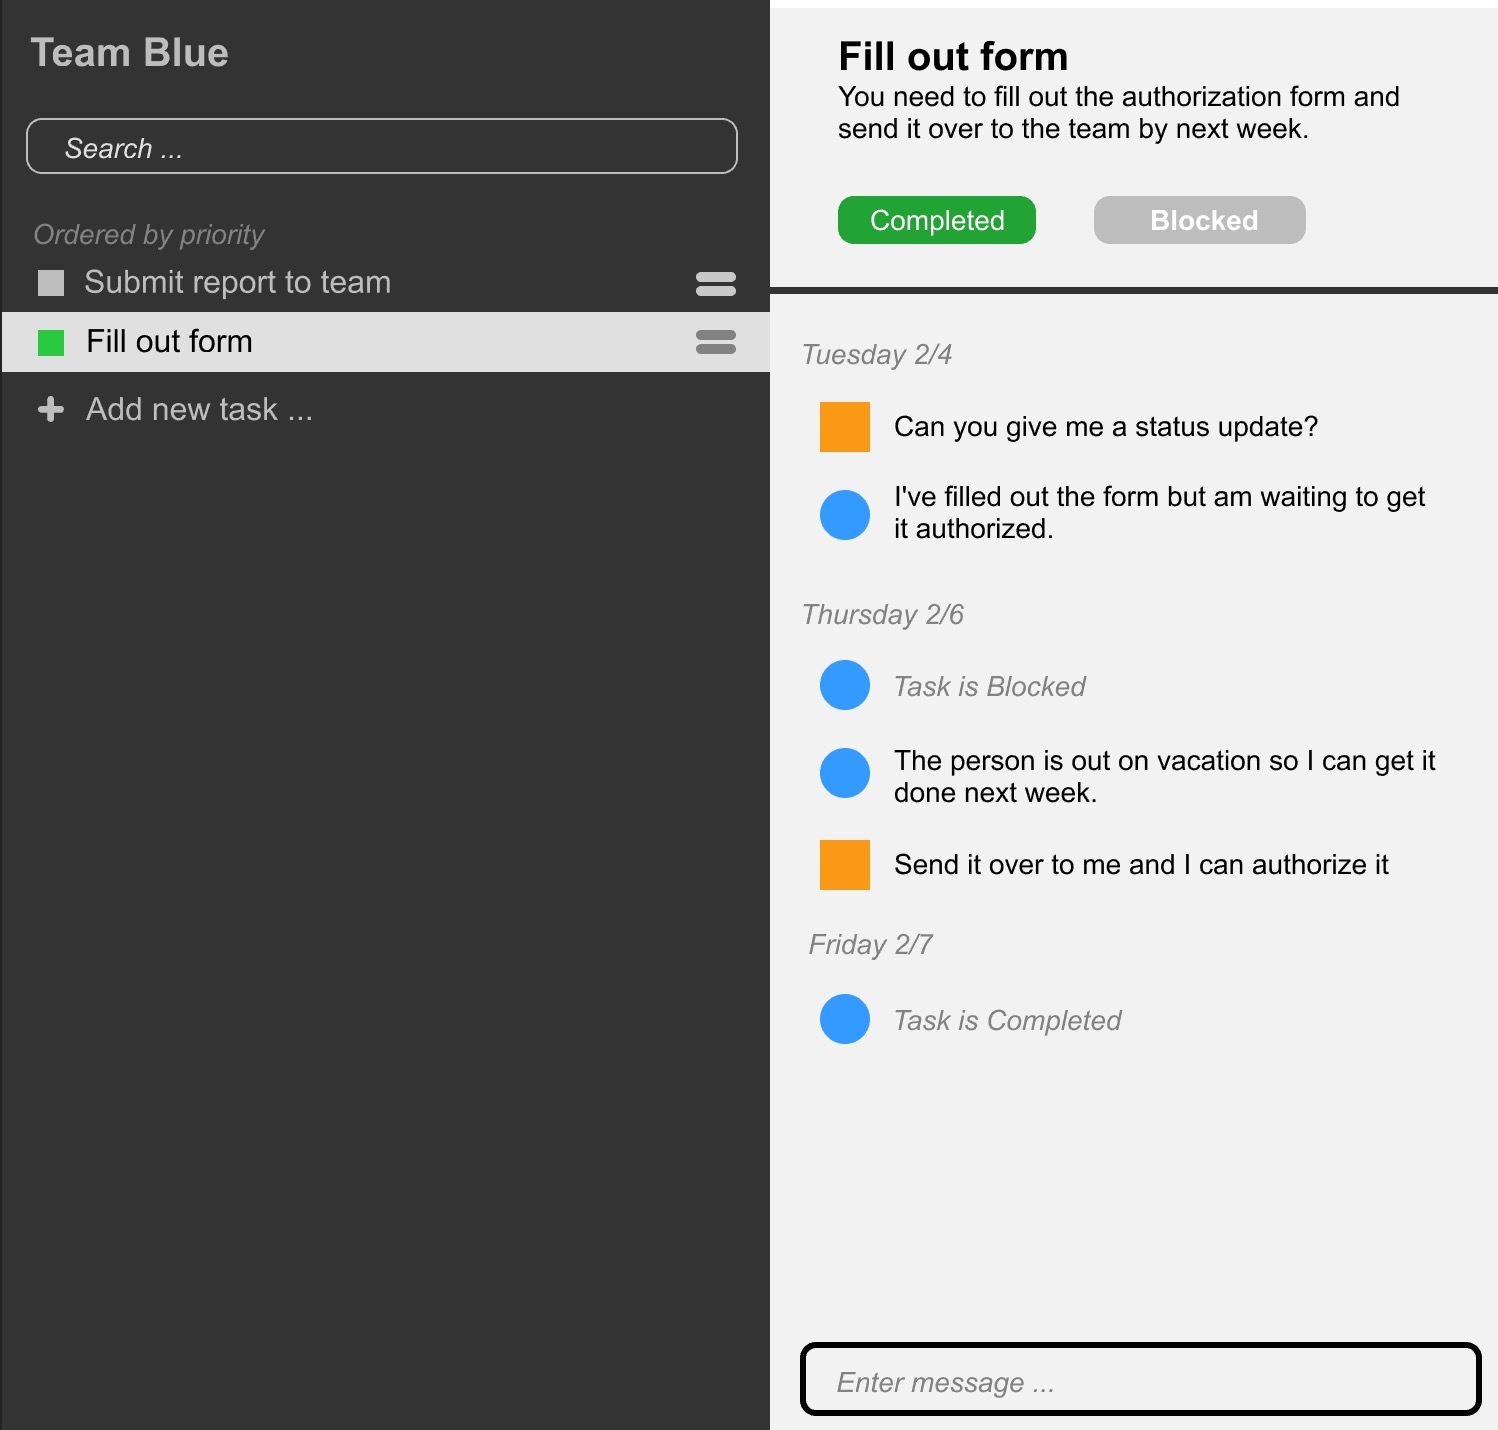 Team Blue
Search ...
Ordered by priority
Submit report to team
Fill out form
Add new task ...
Fill out form
You need to fill out the authorization form and
send it over to the team by next week.
Completed
Blocked
Tuesday 2/4
Can you give me a status update?
I've filled out the form but am waiting to get
it authorized.
Thursday 2/6
Task is Blocked
The person is out on vacation so I can get it
done next week.
Send it over to me and I can authorize it
Friday 2/7
Task is Completed
Enter message ...